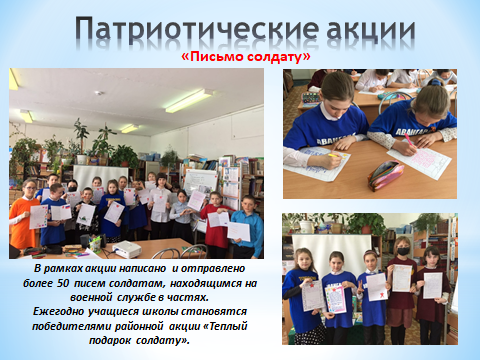 Патриотические акции
«Письмо солдату»
АВАНГАРД
В рамках акции написано и отправлено
более 50 писем солдатам, находящимся на
военной службе в частях.
Ежегодно учащиеся школы становятся
победителями районной акции «Теплый
подарок солдату».